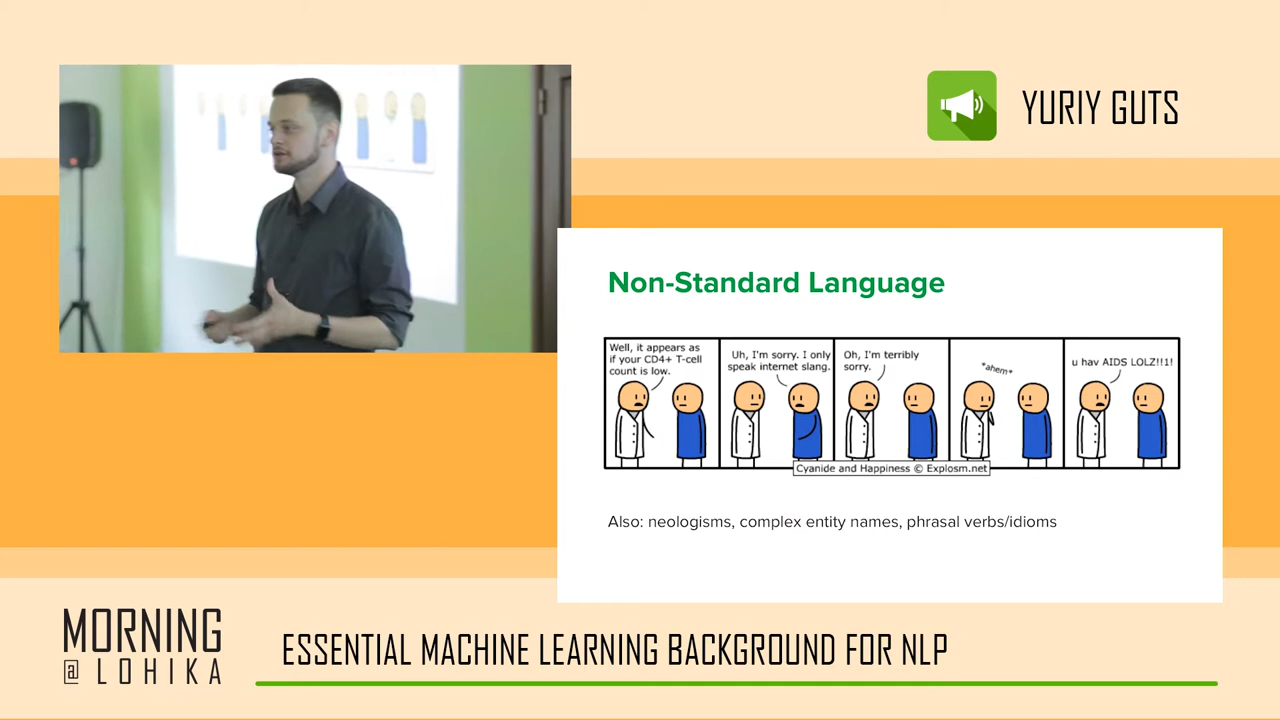 YURIY GUTS
Non-Standard Language
Well, it appears as
if your CD4+ T-cell
count is low.
Uh, I'm sorry. I only
speak internet slang.
Oh, I'm terribly
sorry.
*ahem*
u hav AIDS LOLZ!!1!
Cyanide and Happiness © Explosm.net
Also: neologisms, complex entity names, phrasal verbs/idioms
MORNING
@ LOHIKA
ESSENTIAL MACHINE LEARNING BACKGROUND FOR NLP